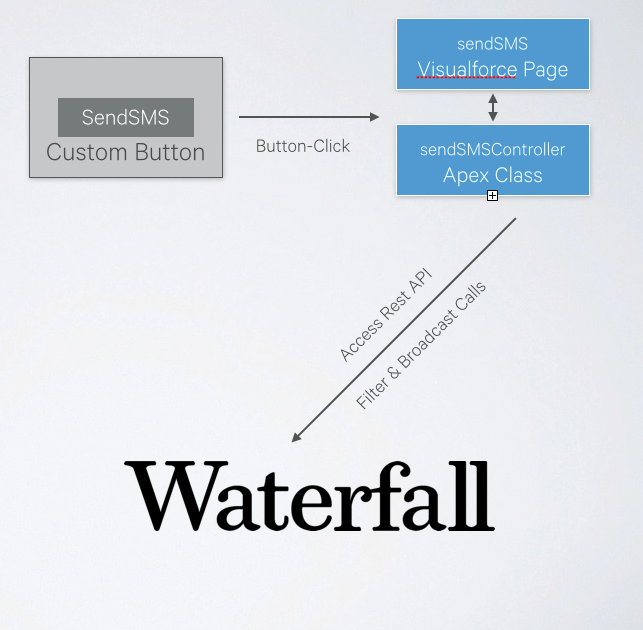 SendSMS
Custom Button
Button-Click
sendSMS
Visualforce Page
sendSMSController
Apex Class
Access Rest API
Filter & Broadcast Calls
Waterfall